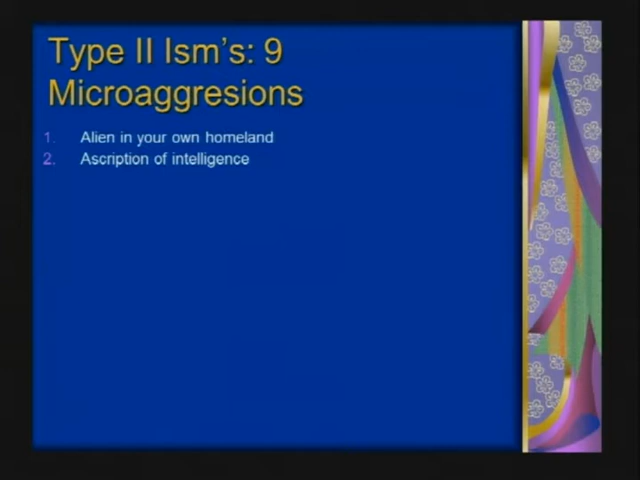 Type II Ism's: 9
Microaggresions
1. Alien in your own homeland
2. Ascription of intelligence